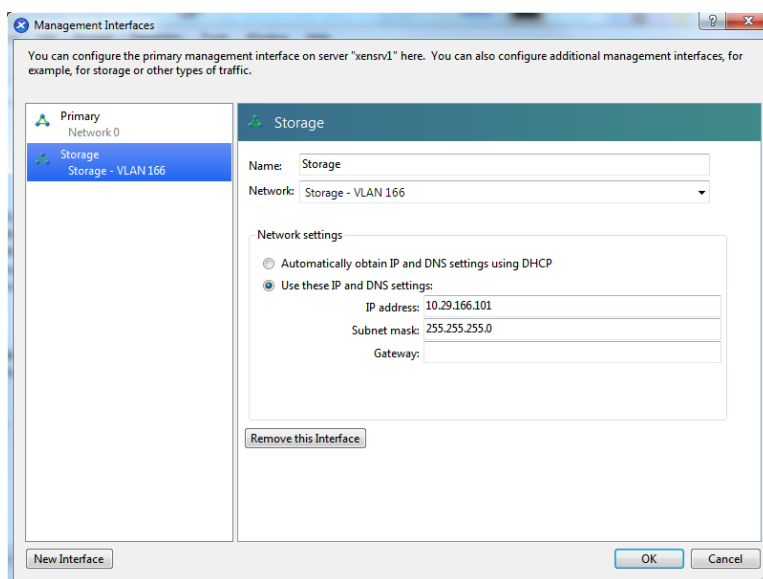 Management Interfaces
You can configure the primary management interface on server "xensrv1" here. You can also configure additional management interfaces, for
example, for storage or other types of traffic.
Primary
Network 0
Storage
Storage - VLAN 166
Storage
Name: Storage
Network: Storage - VLAN 166
Network settings
Automatically obtain IP and DNS settings using DHCP
Use these IP and DNS settings:
IP address: 10.29.166.101
Subnet mask: 255.255.255.0
Gateway:
Remove this Interface
New Interface
OK
Cancel